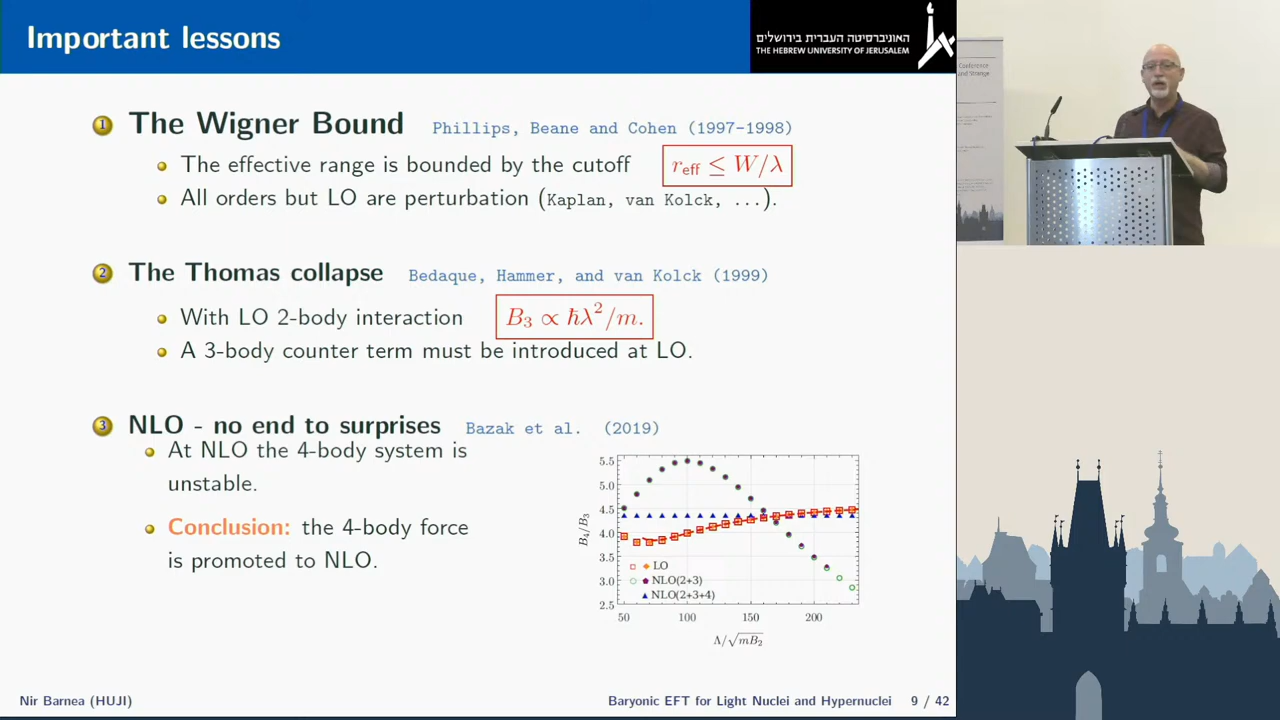 Important lessons
האוניברסיטה העברית בירושלים
THE HEBREW UNIVERSITY OF JERUSALEM
Conference
and Strange
1 The Wigner Bound Phillips, Beane and Cohen (1997-1998)
The effective range is bounded by the cutoff r_eff ≤ W/λ
All orders but LO are perturbation (Kaplan, van Kolck, ...).
2 The Thomas collapse Bedaque, Hammer, and van Kolck (1999)
With LO 2-body interaction B₃ ∝ ħλ²/m.
A 3-body counter term must be introduced at LO.
3 NLO - no end to surprises Bazak et al. (2019)
At NLO the 4-body system is
unstable.
Conclusion: the 4-body force
is promoted to NLO.
5.5
5.0
4.5
4.0
3.5
3.0
2.5
B₄/B₃
LO
NLO(2+3)
NLO(2+3+4)
50 100 150 200
Λ/√mB₂
Nir Barnea (HUJI) Baryonic EFT for Light Nuclei and Hypernuclei 9 / 42